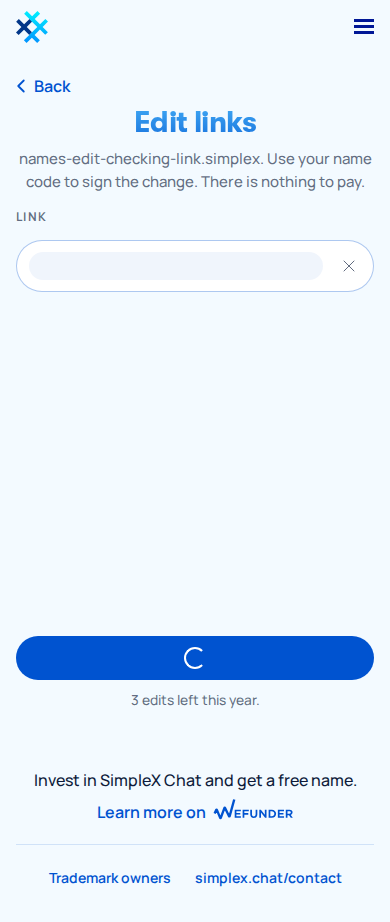 Back
Edit links
names-edit-checking-link.simplex. Use your name
code to sign the change. There is nothing to pay.
LINK
3 edits left this year.
Invest in SimpleX Chat and get a free name.
Learn more on WEFUNDER
Trademark owners simplex.chat/contact